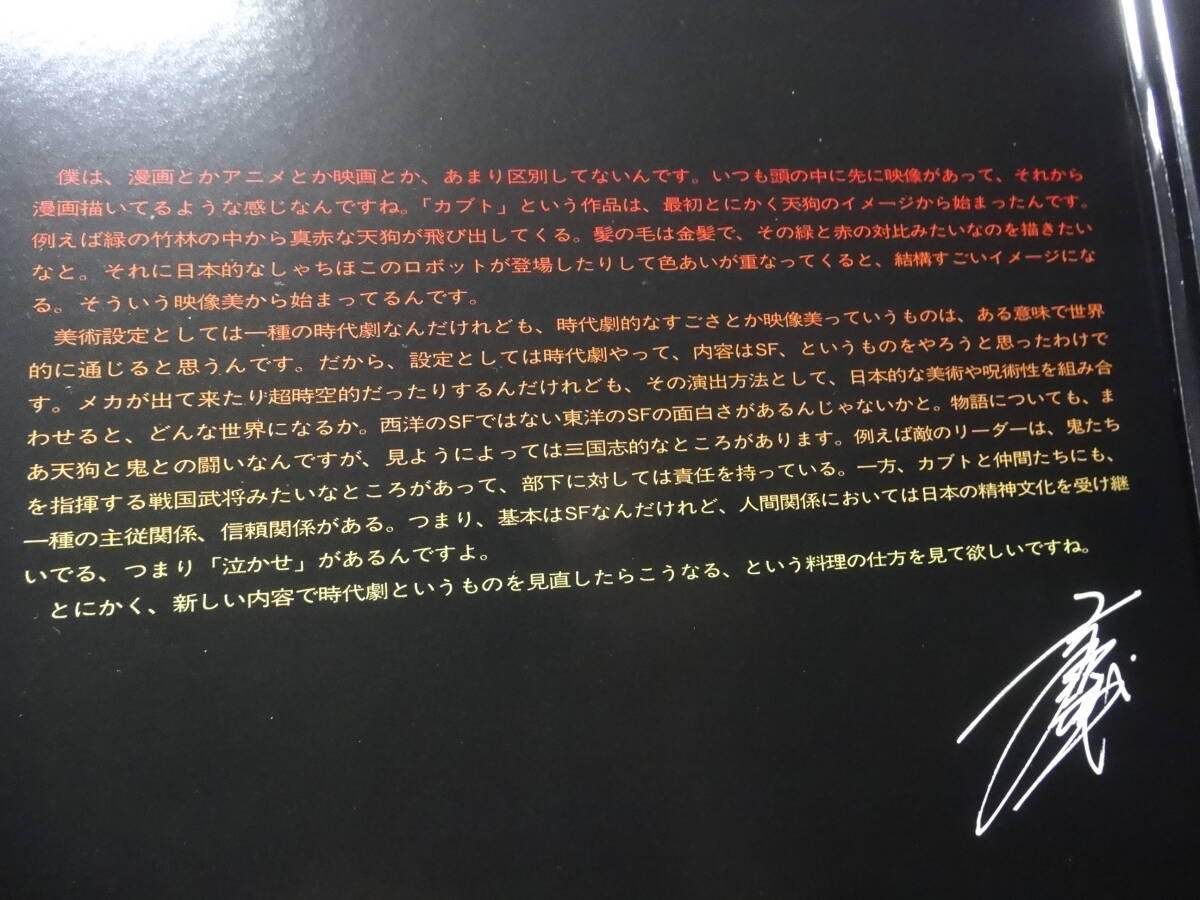 僕は、漫画とかアニメとか映画とか、あまり区別してないんです。いつも頭の中に先に映像があって、それから
漫画描いてるような感じなんですね。「カブト」という作品は、最初とにかく天狗のイメージから始まったんです。
例えば緑の竹林の中から真赤な天狗が飛び出してくる。髪の毛は金髪で、その緑と赤の対比みたいなのを描きたい
なと。それに日本的なしゃちほこのロボットが登場したりして色あいが重なってくると、結構すごいイメージにな
る。そういう映像美から始まってるんです。
美術設定としては一種の時代劇なんだけれども、時代劇的なすごさとか映像美っていうものは、ある意味で世界
的に通じると思うんです。だから、設定としては時代劇やって、内容はSF、というものをやろうと思ったわけで
す。メカが出て来たり超時空的だったりするんだけれども、その演出方法として、日本的な美術や呪術性を組み合
わせると、どんな世界になるか。西洋のSFではない東洋のSFの面白さがあるんじゃないかと。物語についても、ま
あ天狗と鬼との闘いなんですが、見ようによっては三国志的なところがあります。例えば敵のリーダーは、鬼たち
を指揮する戦国武将みたいなところがあって、部下に対しては責任を持っている。一方、カブトと仲間たちにも、
一種の主従関係、信頼関係がある。つまり、基本はSFなんだけれど、人間関係においては日本の精神文化を受け継
いでる、つまり「泣かせ」があるんですよ。
とにかく、新しい内容で時代劇というものを見直したらこうなる、という料理の仕方を見て欲しいですね。